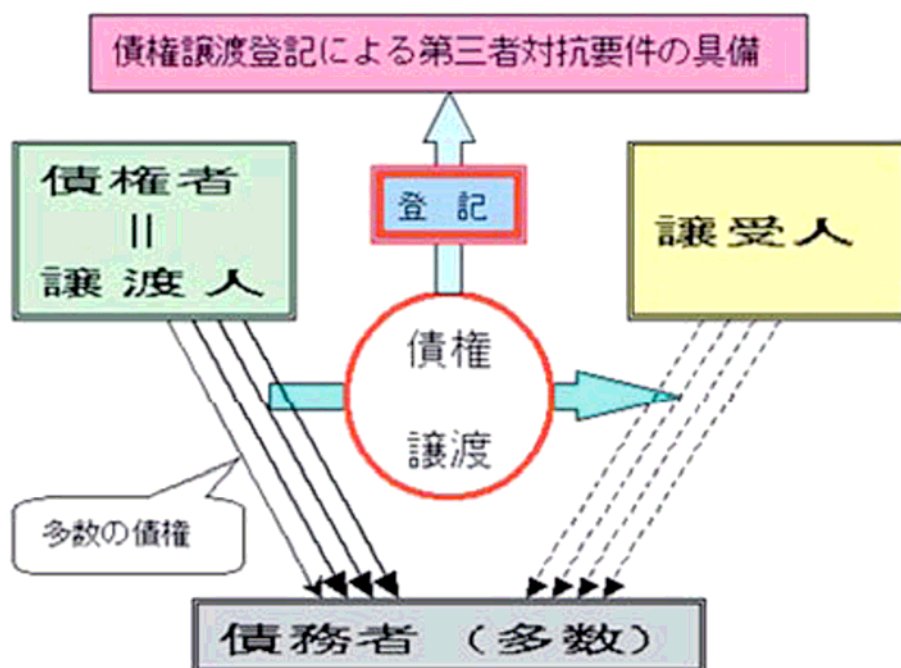 債権譲渡登記による第三者対抗要件の具備
債権者
||
譲渡人
登 記
譲受人
債権
譲渡
多数の債権
債務者 (多数)